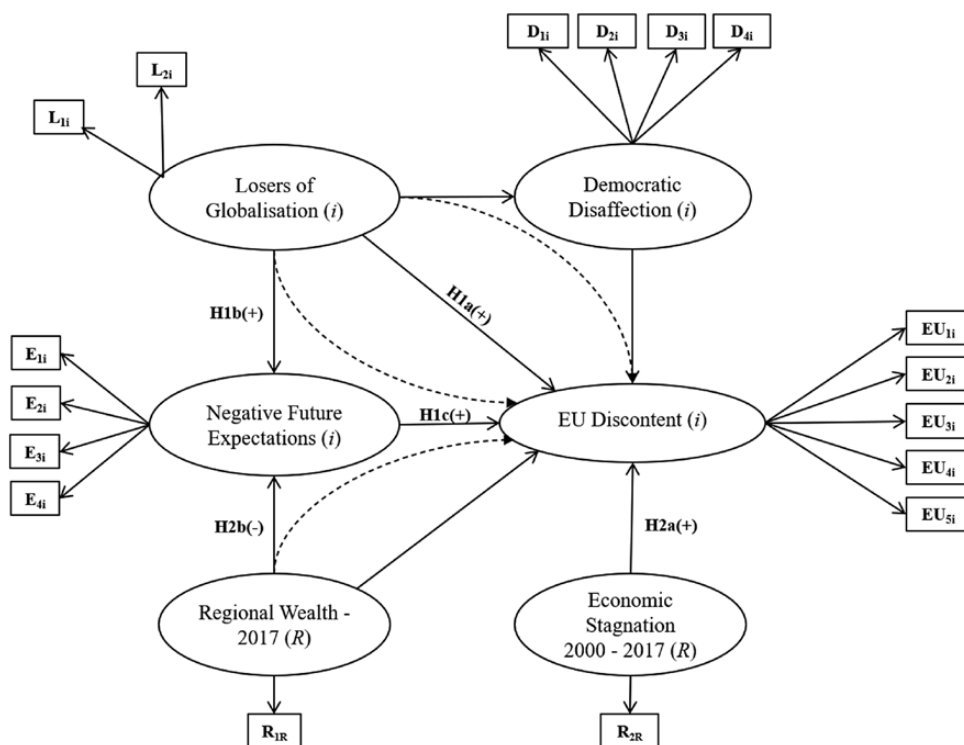 D1i
D2i
D3i
D4i
L2i
L1i
Losers of
Globalisation (i)
Democratic
Disaffection (i)
H1b(+)
H1a(+)
E1i
E2i
E3i
E4i
Negative Future
Expectations (i)
H1c(+)
EU Discontent (i)
EU1i
EU2i
EU3i
EU4i
EU5i
H2b(-)
H2a(+)
Regional Wealth -
2017 (R)
Economic
Stagnation
2000 - 2017 (R)
R1R
R2R